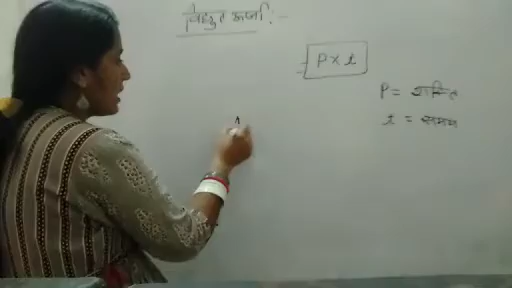 विद्युत ऊर्जा :-
= P x t
P = शक्ति
t = समय